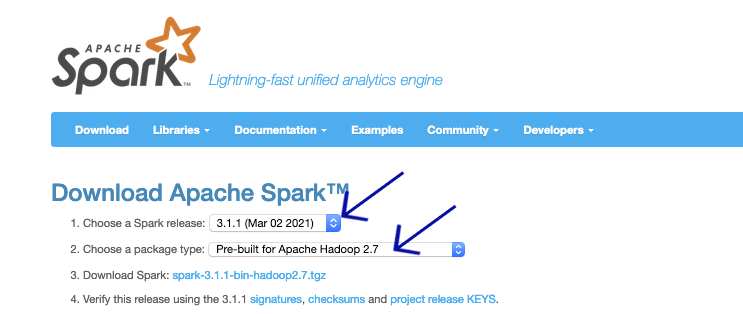 APACHE
Spark™ Lightning-fast unified analytics engine
Download Libraries Documentation Examples Community Developers
Download Apache Spark™
1. Choose a Spark release: 3.1.1 (Mar 02 2021)
2. Choose a package type: Pre-built for Apache Hadoop 2.7
3. Download Spark: spark-3.1.1-bin-hadoop2.7.tgz
4. Verify this release using the 3.1.1 signatures, checksums and project release KEYS.